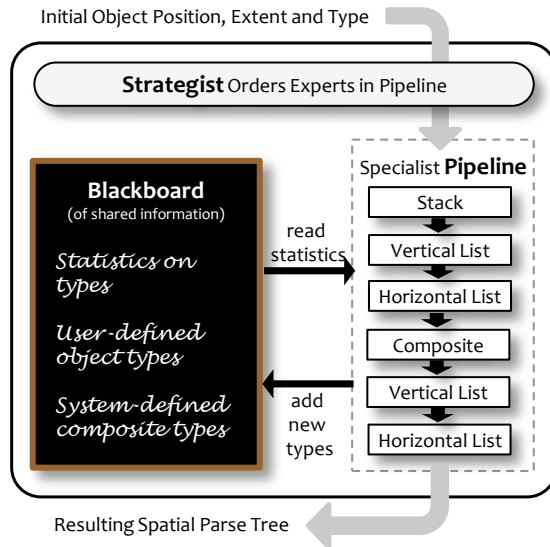 Initial Object Position, Extent and Type
Strategist Orders Experts in Pipeline
Blackboard
(of shared information)
Statistics on
types
User-defined
object types
System-defined
composite types
read
statistics
add
new
types
Specialist Pipeline
Stack
Vertical List
Horizontal List
Composite
Vertical List
Horizontal List
Resulting Spatial Parse Tree